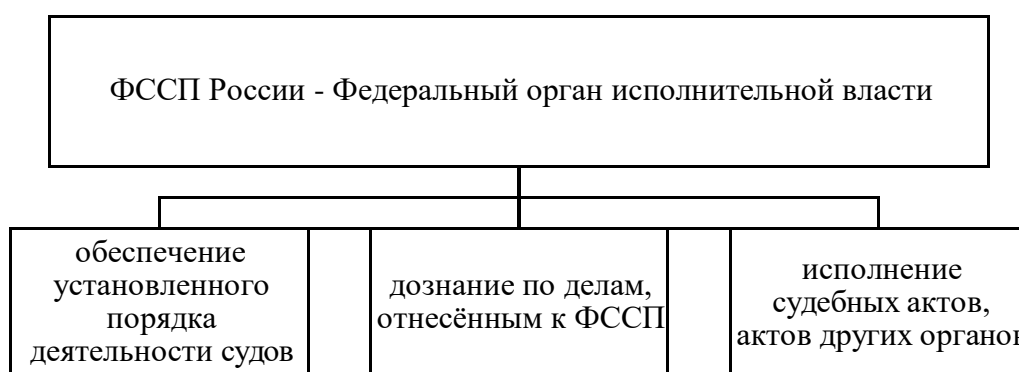 ФССП России - Федеральный орган исполнительной власти
обеспечение
установленного
порядка
деятельности судов
дознание по делам,
отнесённым к ФССП
исполнение
судебных актов,
актов других органов